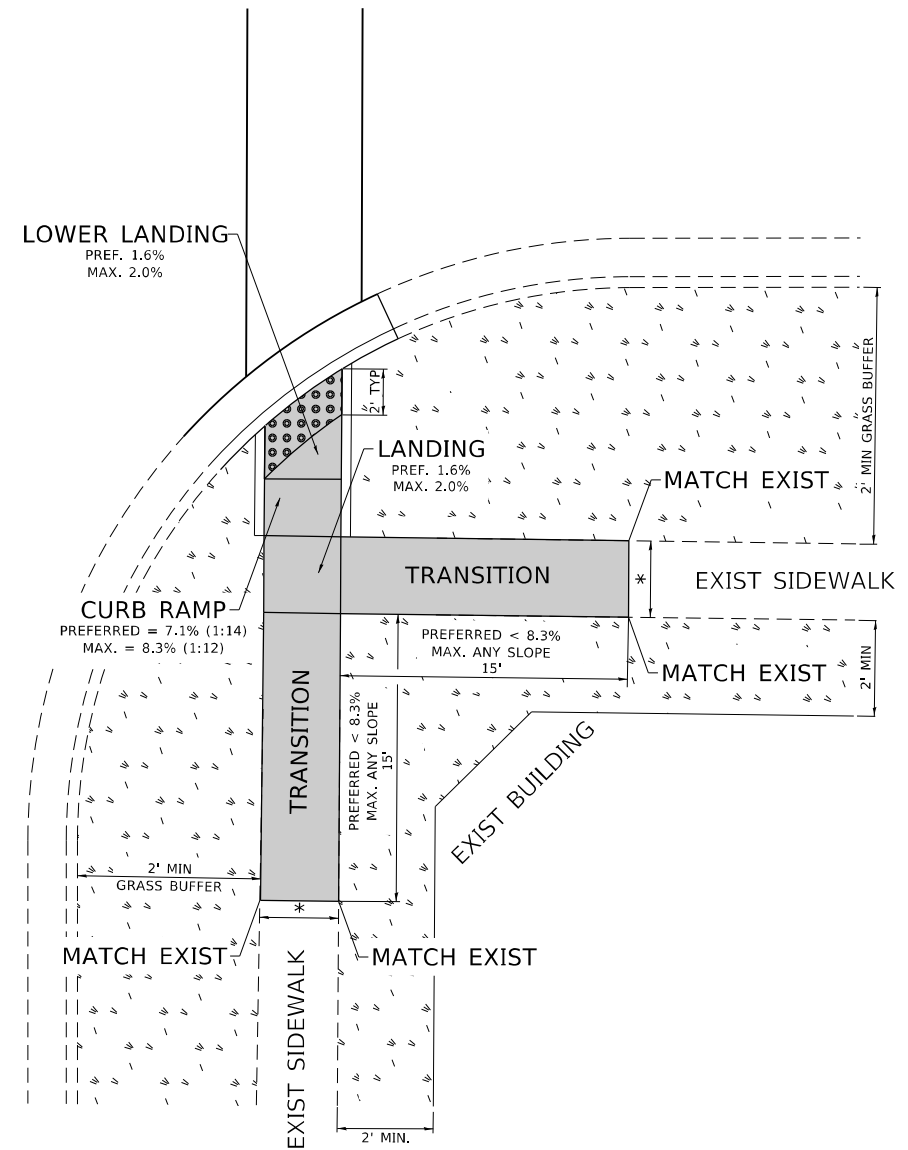 LOWER LANDING
PREF. 1.6%
MAX. 2.0%
2' TYP
2' MIN GRASS BUFFER
LANDING
PREF. 1.6%
MAX. 2.0%
MATCH EXIST
TRANSITION
*
EXIST SIDEWALK
CURB RAMP
PREFERRED = 7.1% (1:14)
MAX. = 8.3% (1:12)
PREFERRED < 8.3%
MAX. ANY SLOPE
15'
MATCH EXIST
2' MIN
TRANSITION
PREFERRED < 8.3%
MAX. ANY SLOPE
15'
EXIST BUILDING
2' MIN
GRASS BUFFER
*
MATCH EXIST
MATCH EXIST
EXIST SIDEWALK
2' MIN.